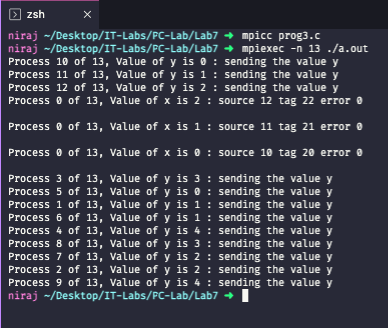 zsh
niraj ~/Desktop/IT-Labs/PC-Lab/Lab7 ➜ mpicc prog3.c
niraj ~/Desktop/IT-Labs/PC-Lab/Lab7 ➜ mpiexec -n 13 ./a.out
Process 10 of 13, Value of y is 0 : sending the value y
Process 11 of 13, Value of y is 1 : sending the value y
Process 12 of 13, Value of y is 2 : sending the value y
Process 0 of 13, Value of x is 2 : source 12 tag 22 error 0
Process 0 of 13, Value of x is 1 : source 11 tag 21 error 0
Process 0 of 13, Value of x is 0 : source 10 tag 20 error 0
Process 3 of 13, Value of y is 3 : sending the value y
Process 5 of 13, Value of y is 0 : sending the value y
Process 1 of 13, Value of y is 1 : sending the value y
Process 6 of 13, Value of y is 1 : sending the value y
Process 4 of 13, Value of y is 4 : sending the value y
Process 8 of 13, Value of y is 3 : sending the value y
Process 7 of 13, Value of y is 2 : sending the value y
Process 2 of 13, Value of y is 2 : sending the value y
Process 9 of 13, Value of y is 4 : sending the value y
niraj ~/Desktop/IT-Labs/PC-Lab/Lab7 ➜